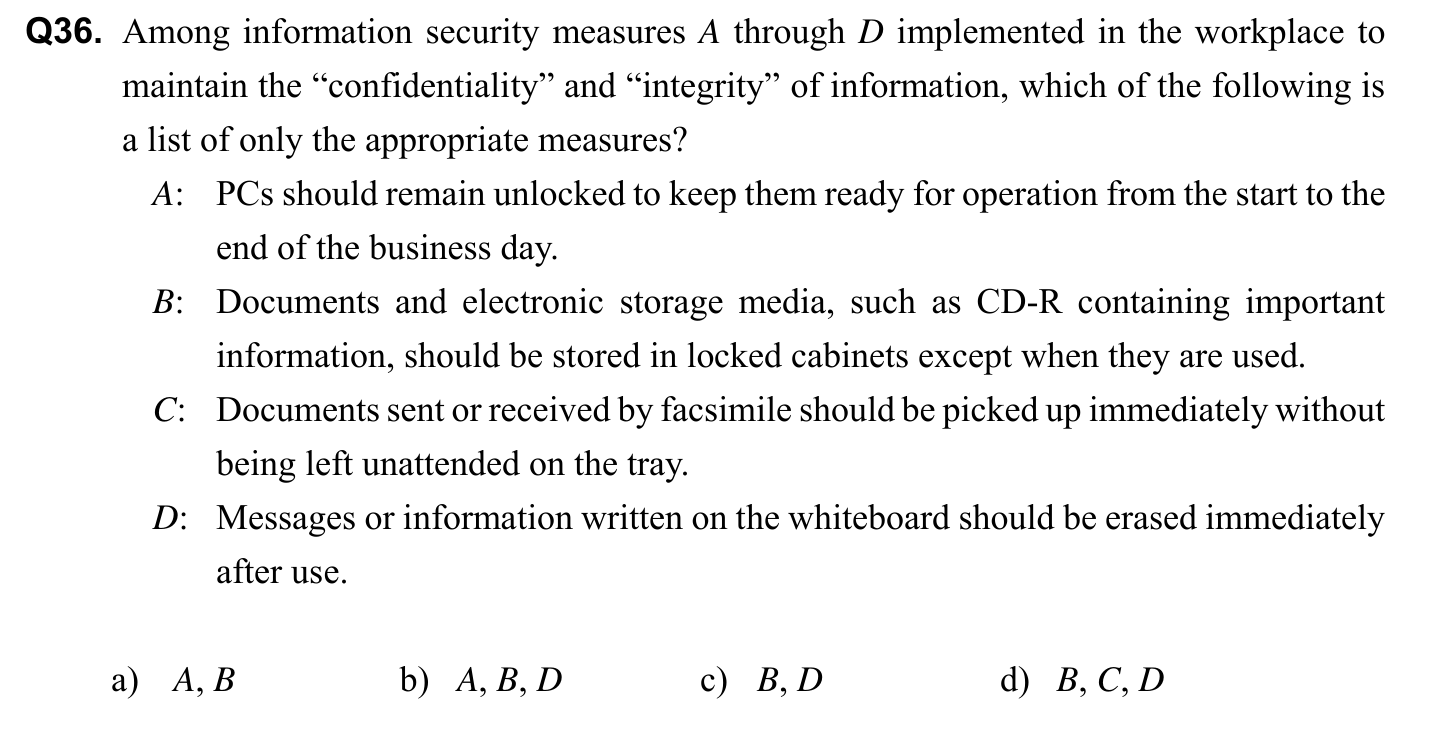 Q36. Among information security measures A through D implemented in the workplace to
maintain the “confidentiality” and “integrity” of information, which of the following is
a list of only the appropriate measures?
A: PCs should remain unlocked to keep them ready for operation from the start to the
end of the business day.
B: Documents and electronic storage media, such as CD-R containing important
information, should be stored in locked cabinets except when they are used.
C: Documents sent or received by facsimile should be picked up immediately without
being left unattended on the tray.
D: Messages or information written on the whiteboard should be erased immediately
after use.
a) A, B b) A, B, D c) B, D d) B, C, D